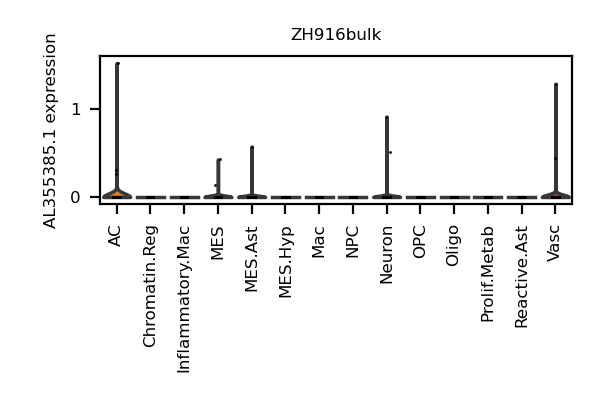 ZH916bulk
AL355385.1 expression
1
0
AC
Chromatin.Reg
Inflammatory.Mac
MES
MES.Ast
MES.Hyp
Mac
NPC
Neuron
OPC
Oligo
Prolif.Metab
Reactive.Ast
Vasc